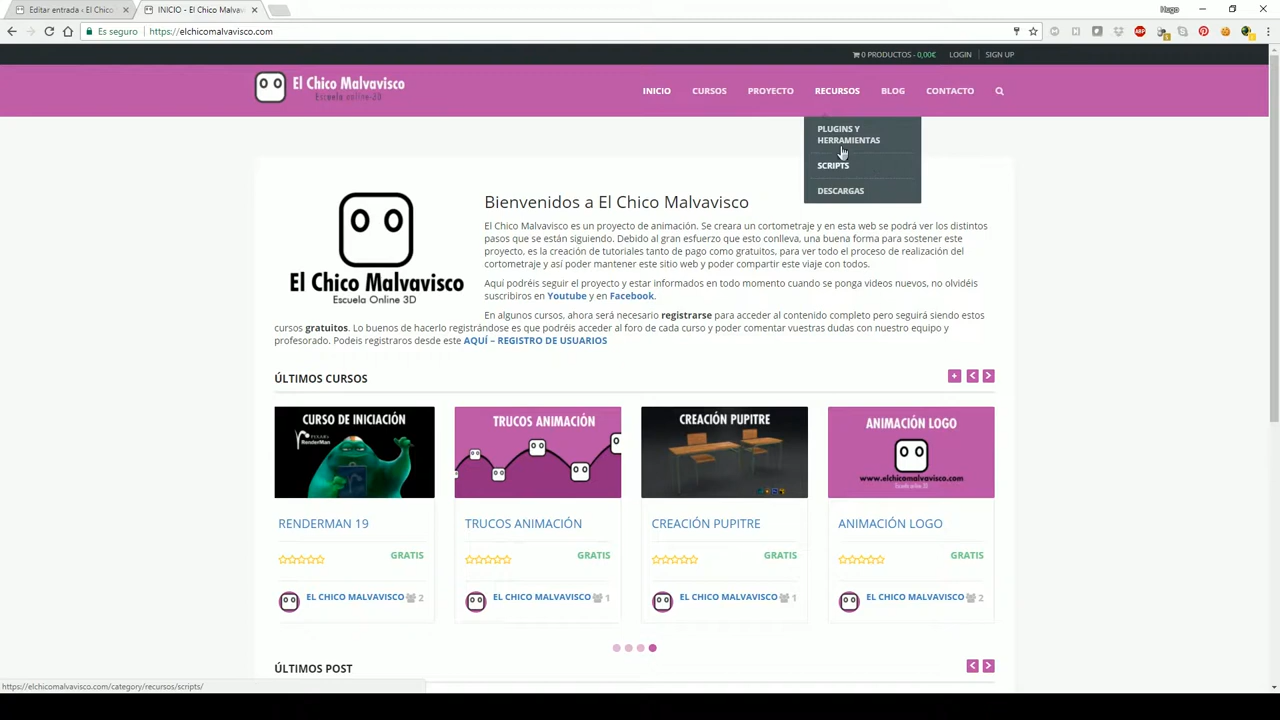 Editar entrada ‹ El Chico
INICIO - El Chico Malvav
Hugo
Es seguro
https://elchicomalvavisco.com
0 PRODUCTOS - 0,00€ LOGIN SIGN UP
El Chico Malvavisco
Escuela online-3D
INICIO CURSOS PROYECTO RECURSOS BLOG CONTACTO
PLUGINS Y
HERRAMIENTAS
SCRIPTS
DESCARGAS
El Chico Malvavisco
Escuela Online 3D
Bienvenidos a El Chico Malvavisco
El Chico Malvavisco es un proyecto de animación. Se creara un cortometraje y en esta web se podrá ver los distintos
pasos que se están siguiendo. Debido al gran esfuerzo que esto conlleva, una buena forma para sostener este
proyecto, es la creación de tutoriales tanto de pago como gratuitos, para ver todo el proceso de realización del
cortometraje y así poder mantener este sitio web y poder compartir este viaje con todos.
Aquí podréis seguir el proyecto y estar informados en todo momento cuando se ponga videos nuevos, no olvidéis
suscribiros en Youtube y en Facebook.
En algunos cursos, ahora será necesario registrarse para acceder al contenido completo pero seguirá siendo estos
cursos gratuitos. Lo buenos de hacerlo registrándose es que podréis acceder al foro de cada curso y poder comentar vuestras dudas con nuestro equipo y
profesorado. Podeis registraros desde este AQUÍ – REGISTRO DE USUARIOS
ÚLTIMOS CURSOS
CURSO DE INICIACIÓN
RenderMan
TRUCOS ANIMACIÓN
CREACIÓN PUPITRE
ANIMACIÓN LOGO
www.elchicomalvavisco.com
RENDERMAN 19
TRUCOS ANIMACIÓN
CREACIÓN PUPITRE
ANIMACIÓN LOGO
GRATIS
GRATIS
GRATIS
GRATIS
EL CHICO MALVAVISCO 2
EL CHICO MALVAVISCO 1
EL CHICO MALVAVISCO 1
EL CHICO MALVAVISCO 2
ÚLTIMOS POST
https://elchicomalvavisco.com/category/recursos/scripts/